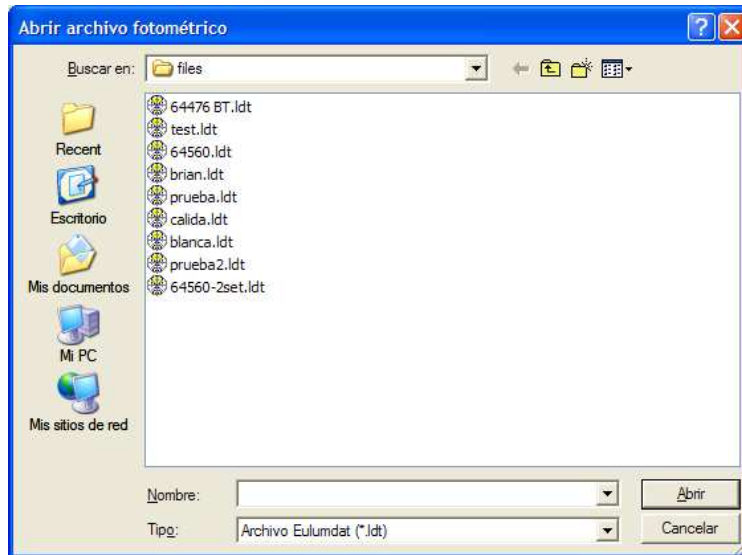 Abrir archivo fotométrico
Buscar en: files
64476 BT.ldt
test.ldt
64560.ldt
brian.ldt
prueba.ldt
calida.ldt
blanca.ldt
prueba2.ldt
64560-2set.ldt
Recent
Escritorio
Mis documentos
Mi PC
Mis sitios de red
Nombre: Abrir
Tipo: Archivo Eulumdat (*.ldt) Cancelar